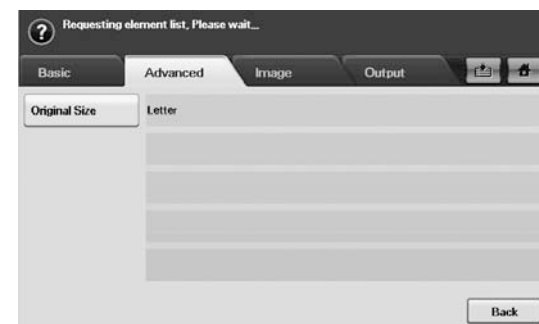 Requesting element list, Please wait...
Basic Advanced Image Output
Original Size Letter
Back